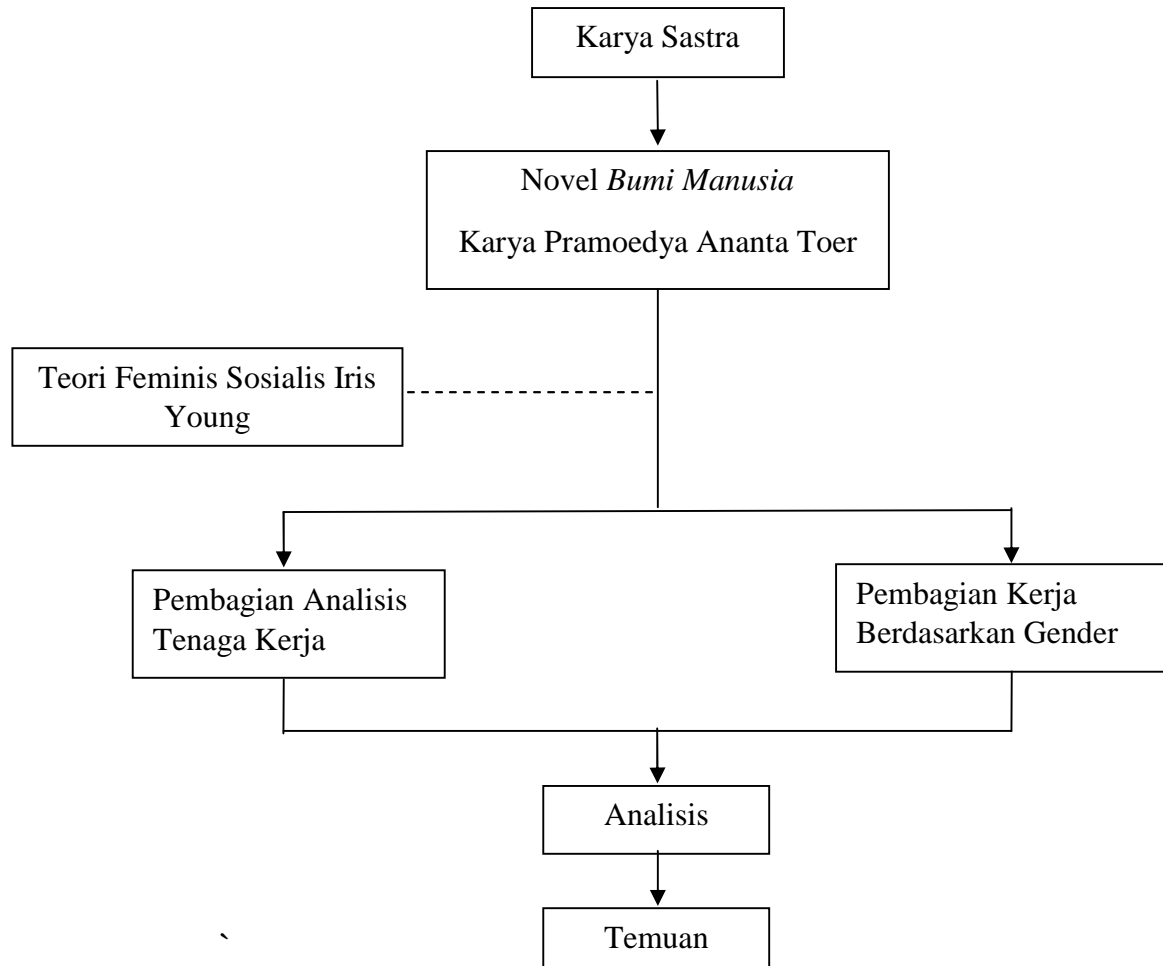 Karya Sastra
Novel Bumi Manusia
Karya Pramoedya Ananta Toer
Teori Feminis Sosialis Iris
Young
Pembagian Analisis
Tenaga Kerja
Pembagian Kerja
Berdasarkan Gender
Analisis
Temuan
`